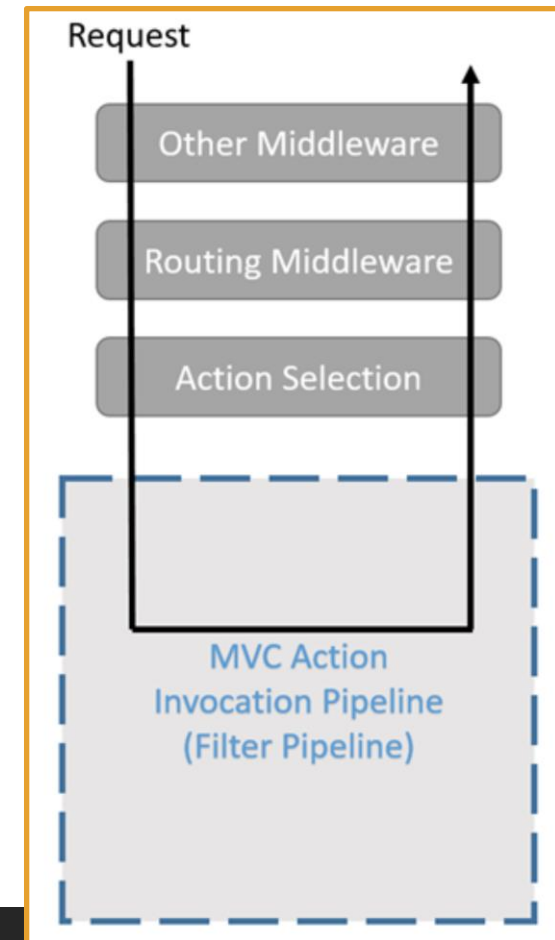 Request
Other Middleware
Routing Middleware
Action Selection
MVC Action
Invocation Pipeline
(Filter Pipeline)